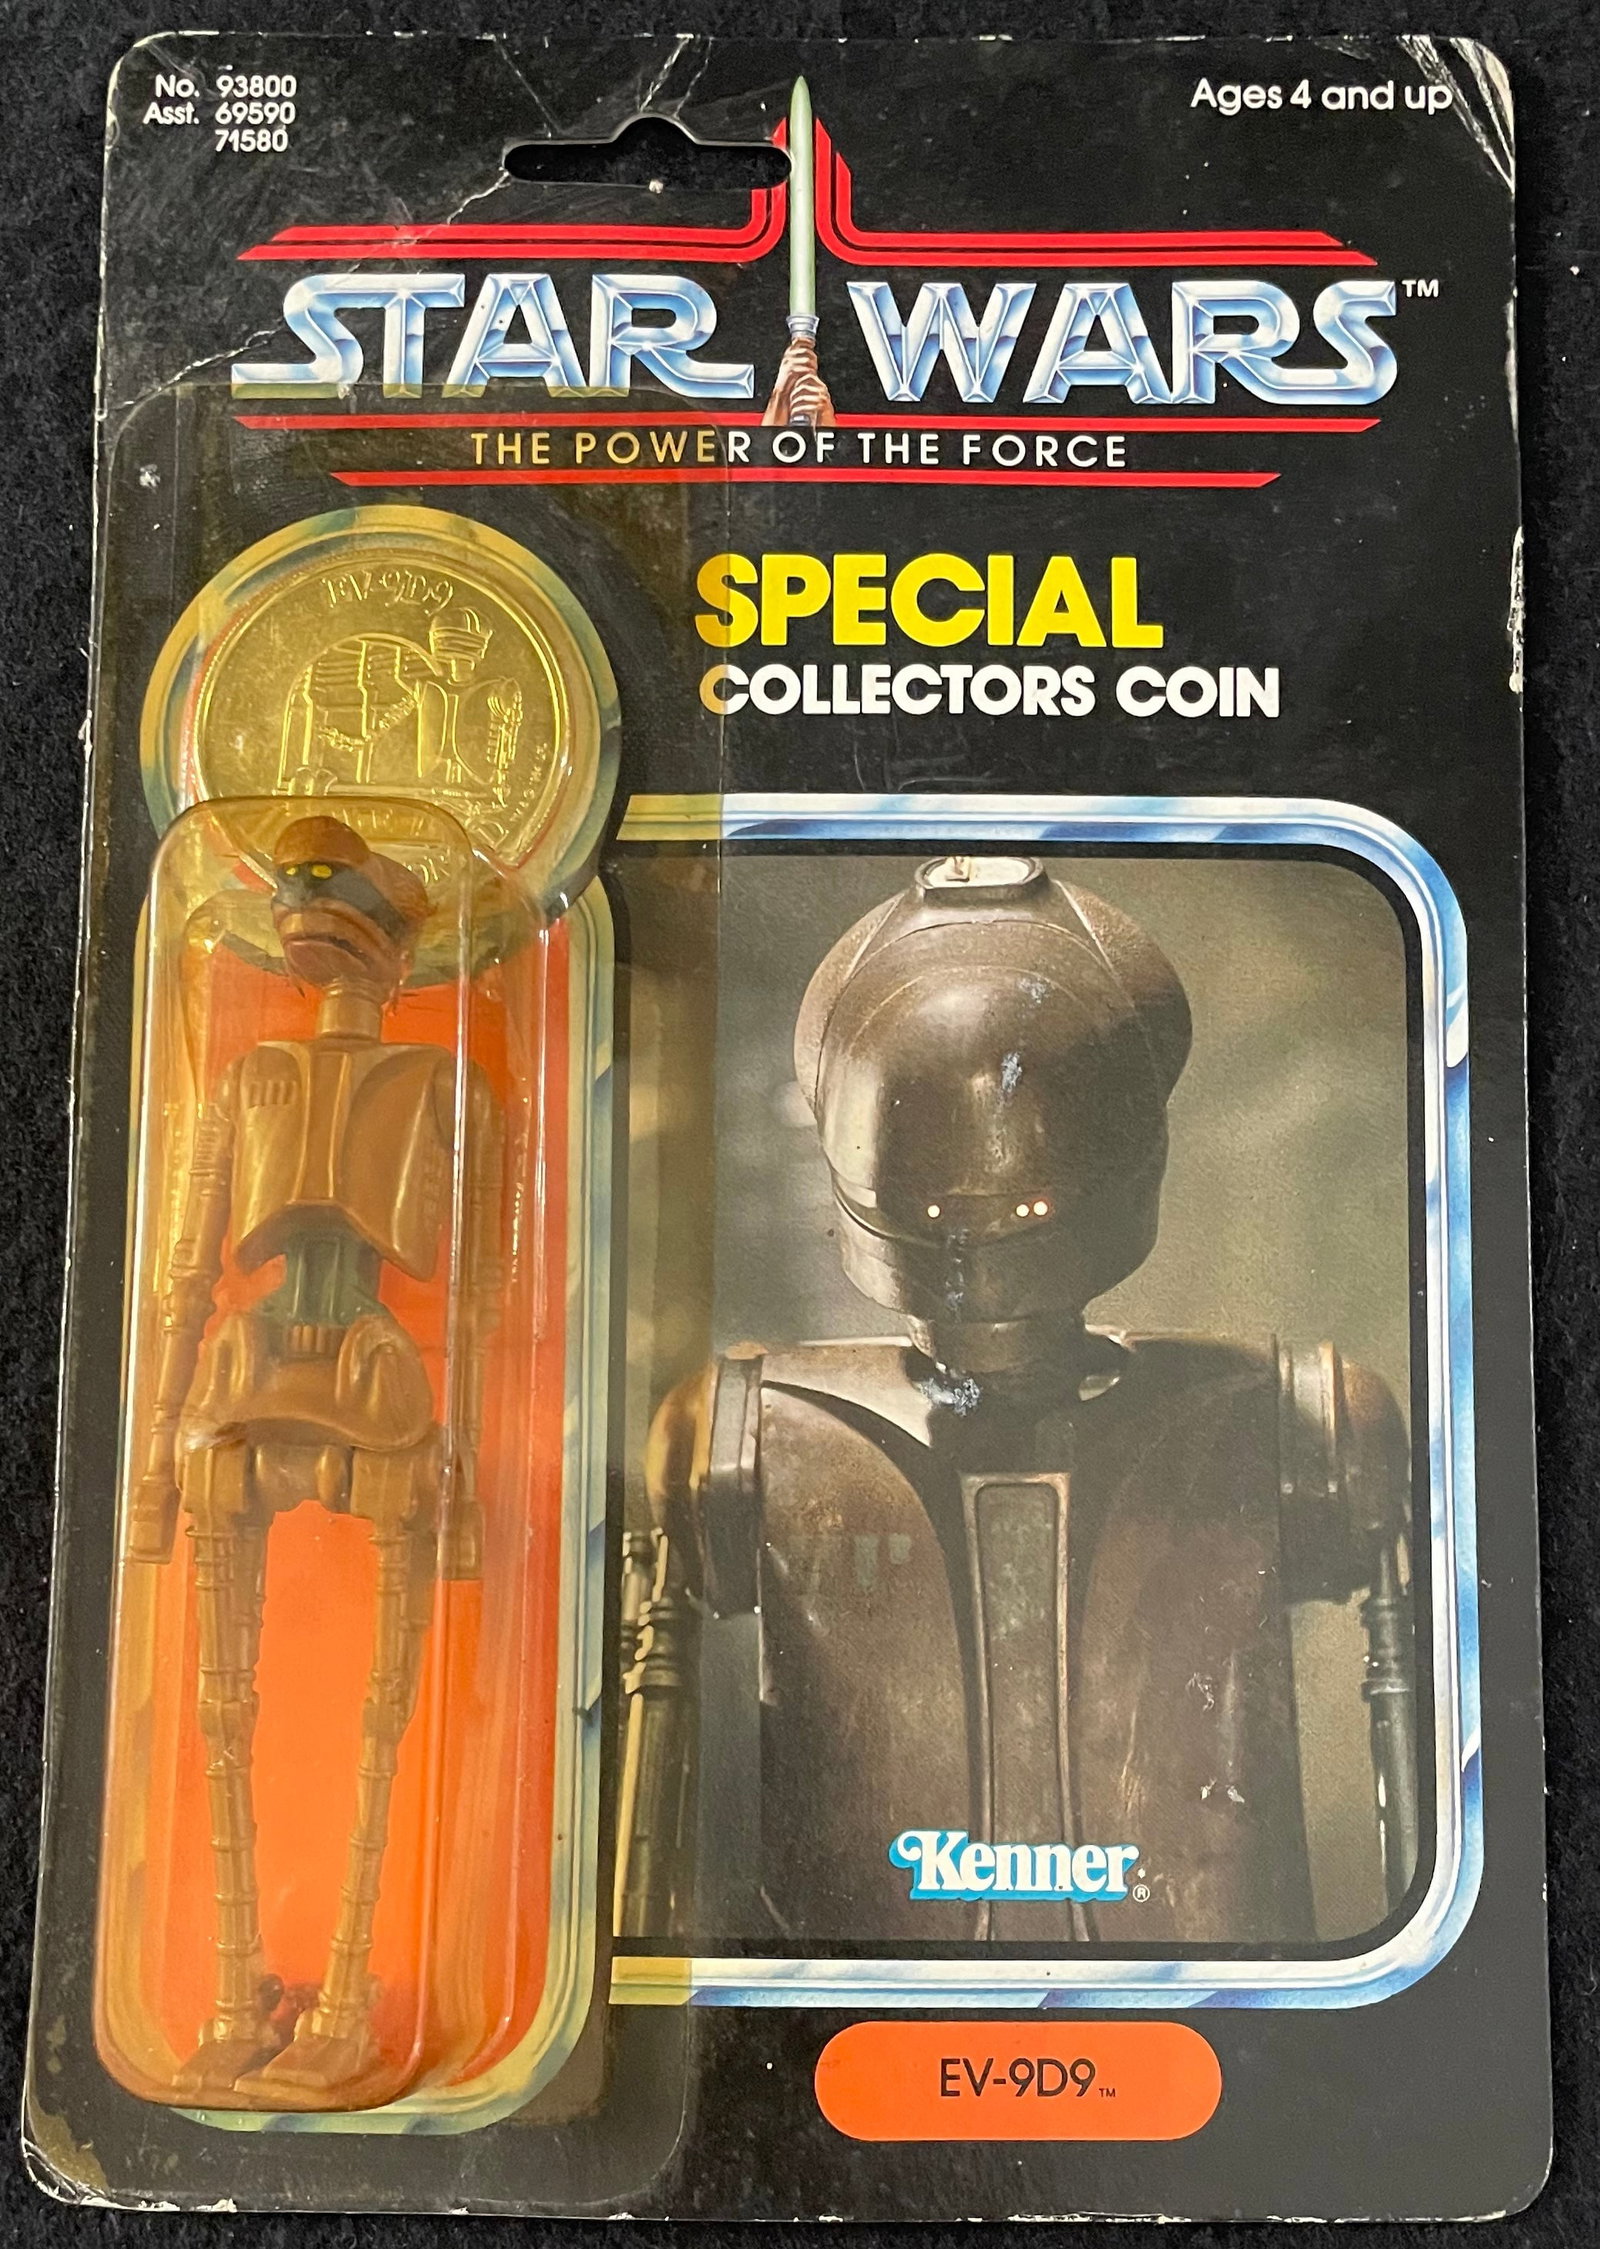 No. 93800
Asst. 69590
71580
Ages 4 and up
STAR WARS™
THE POWER OF THE FORCE
SPECIAL
COLLECTORS COIN
EV-9D9
Kenner®
EV-9D9™